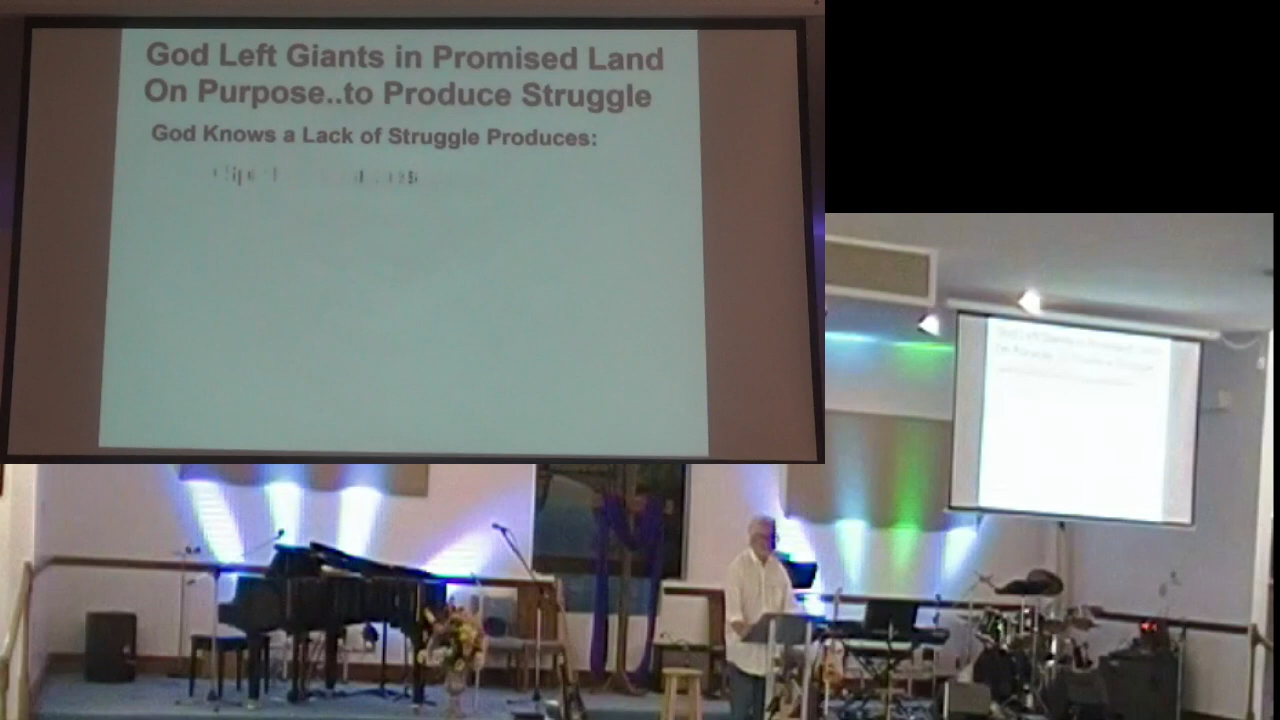 God Left Giants in Promised Land
On Purpose..to Produce Struggle
God Knows a Lack of Struggle Produces: